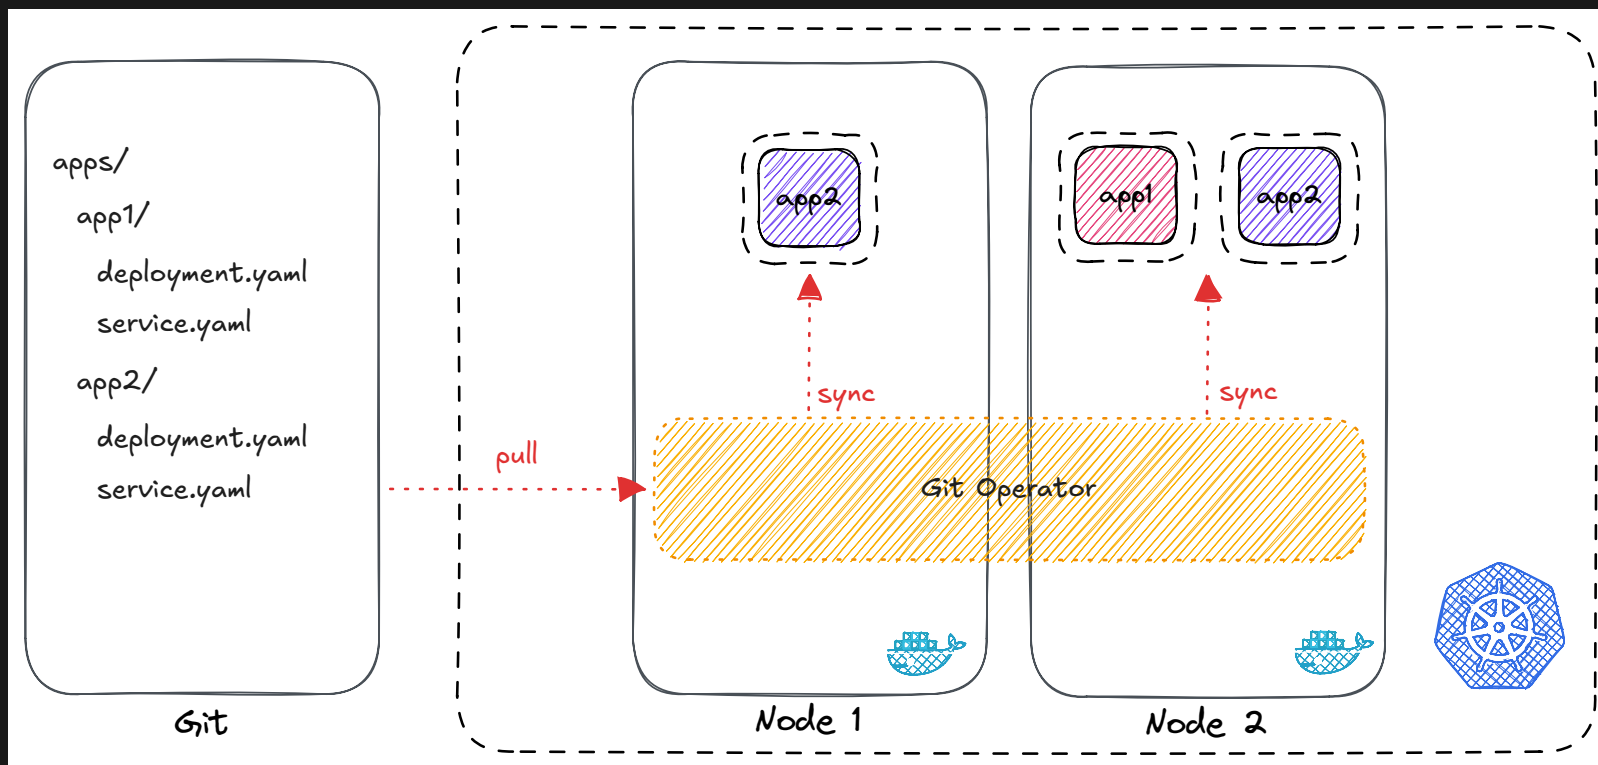 apps/
app1/
deployment.yaml
service.yaml
app2/
deployment.yaml
service.yaml
Git
pull
app2
app1
app2
sync
sync
Git Operator
Node 1
Node 2